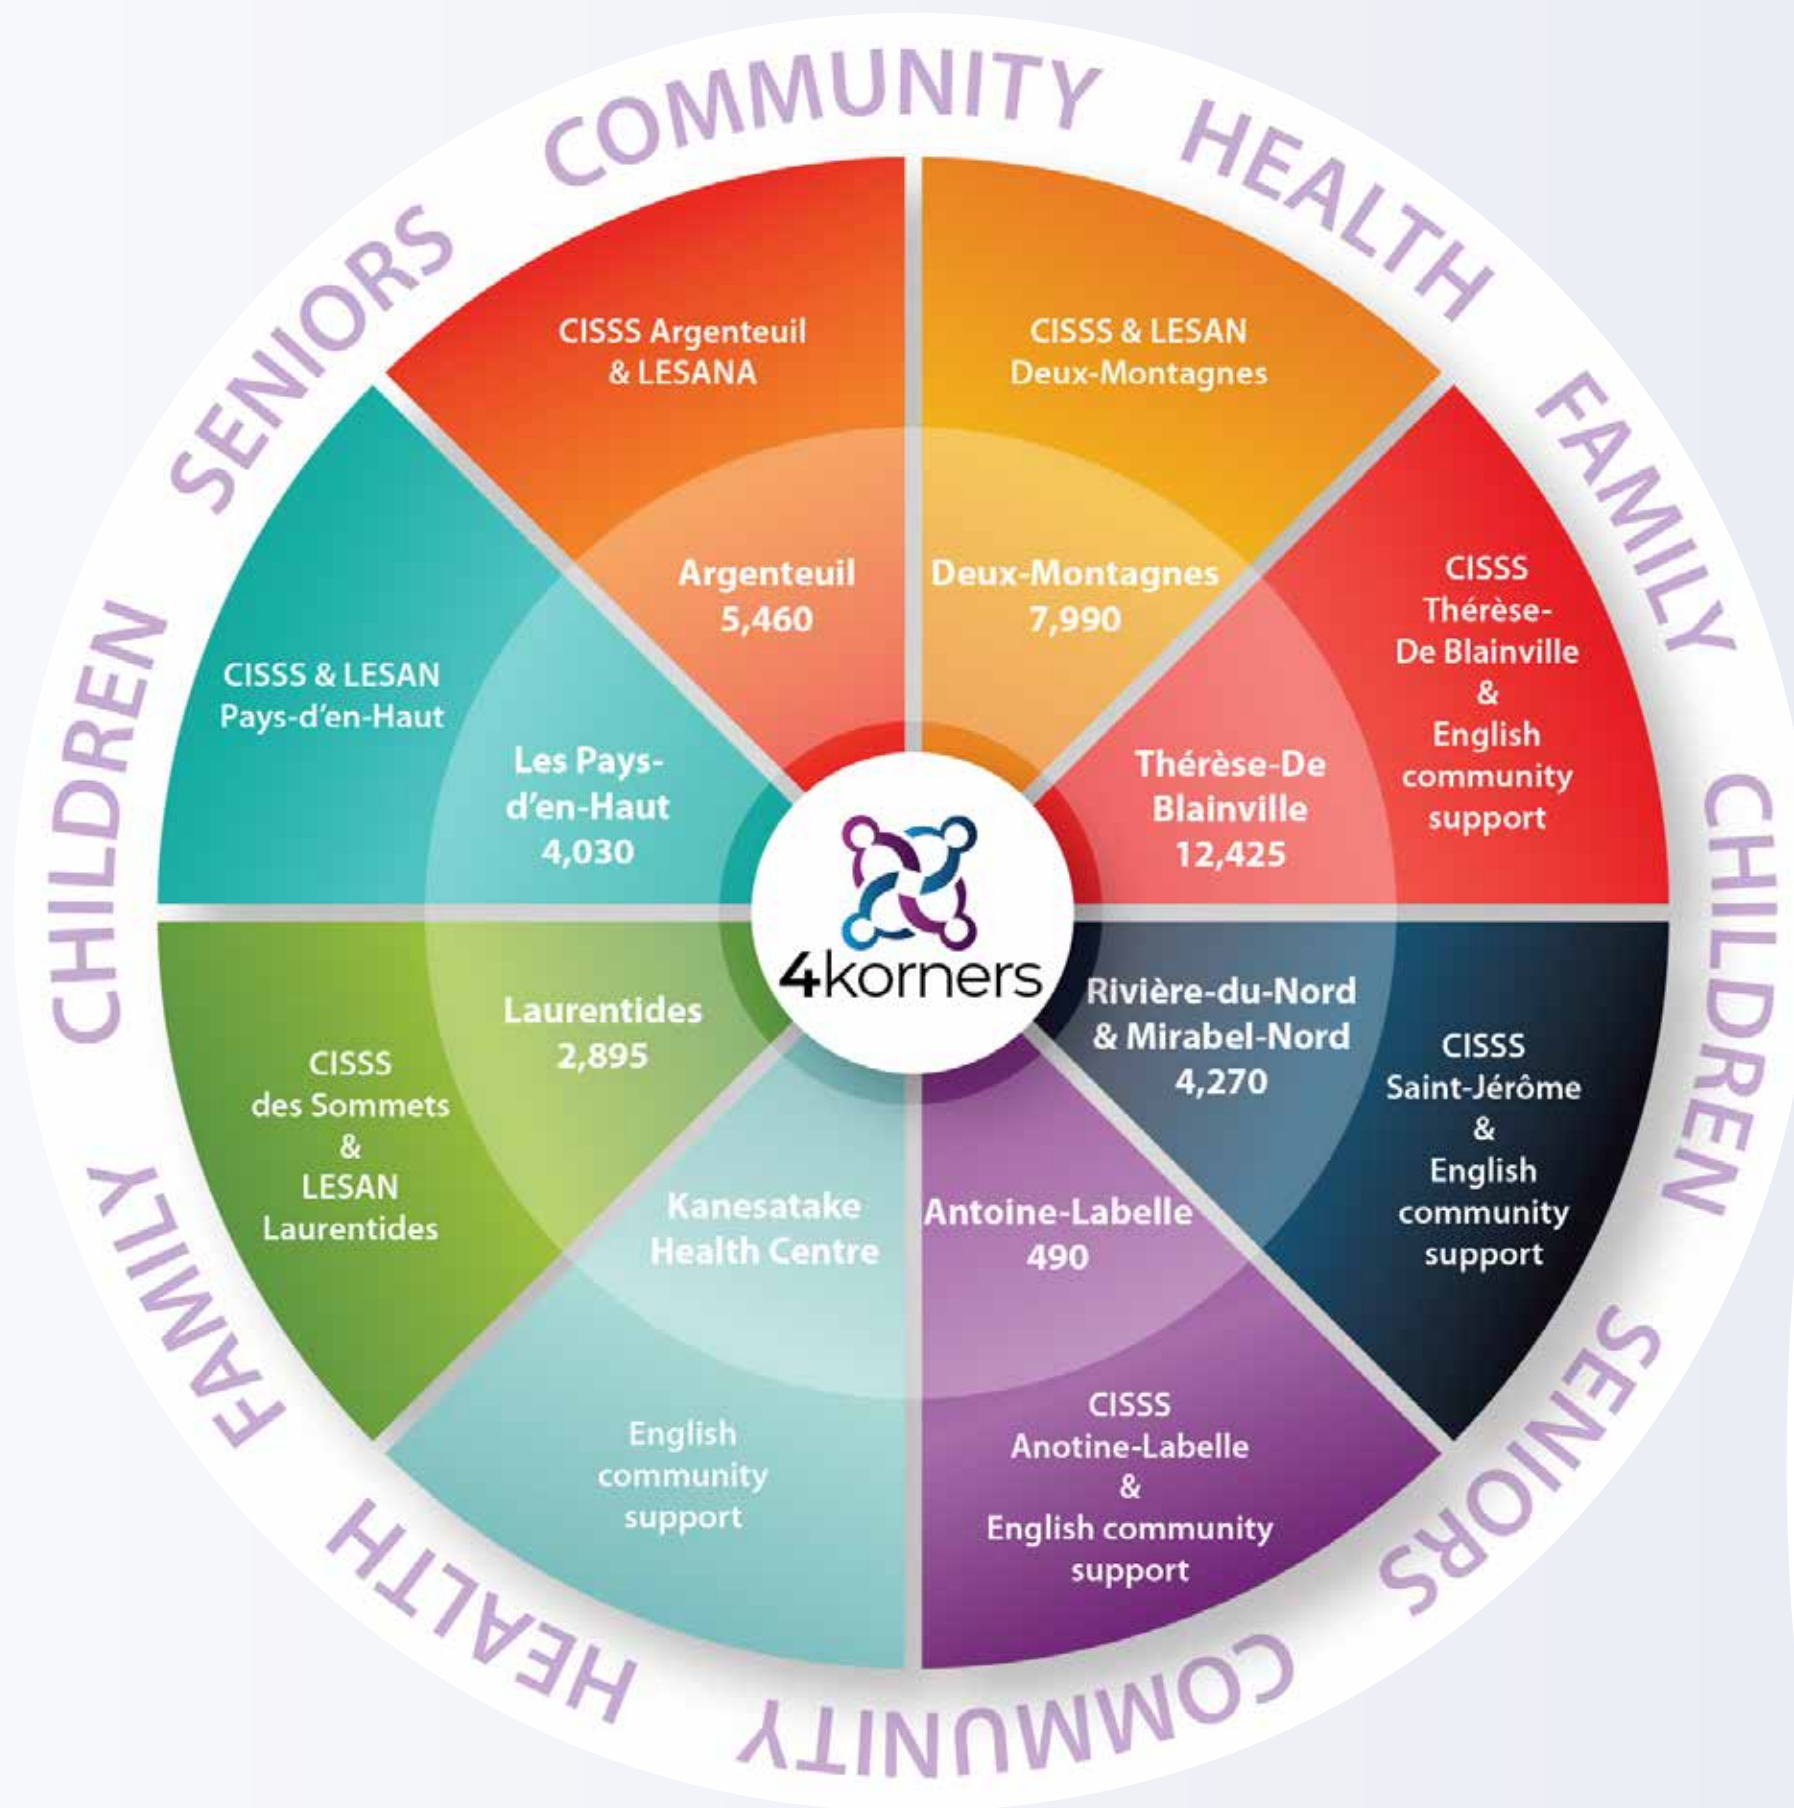 COMMUNITY
HEALTH
FAMILY
CHILDREN
SENIORS
COMMUNITY
HEALTH
FAMILY
CHILDREN
SENIORS
CISSS Argenteuil
& LESANA
Argenteuil
5,460
CISSS & LESAN
Deux-Montagnes
Deux-Montagnes
7,990
CISSS
Thérèse-
De Blainville
&
English
community
support
Thérèse-De
Blainville
12,425
Rivière-du-Nord
& Mirabel-Nord
4,270
CISSS
Saint-Jérôme
&
English
community
support
Antoine-Labelle
490
CISSS
Anotine-Labelle
&
English community
support
Kanesatake
Health Centre
English
community
support
Laurentides
2,895
CISSS
des Sommets
&
LESAN
Laurentides
CISSS & LESAN
Pays-d'en-Haut
Les Pays-
d'en-Haut
4,030
4korners